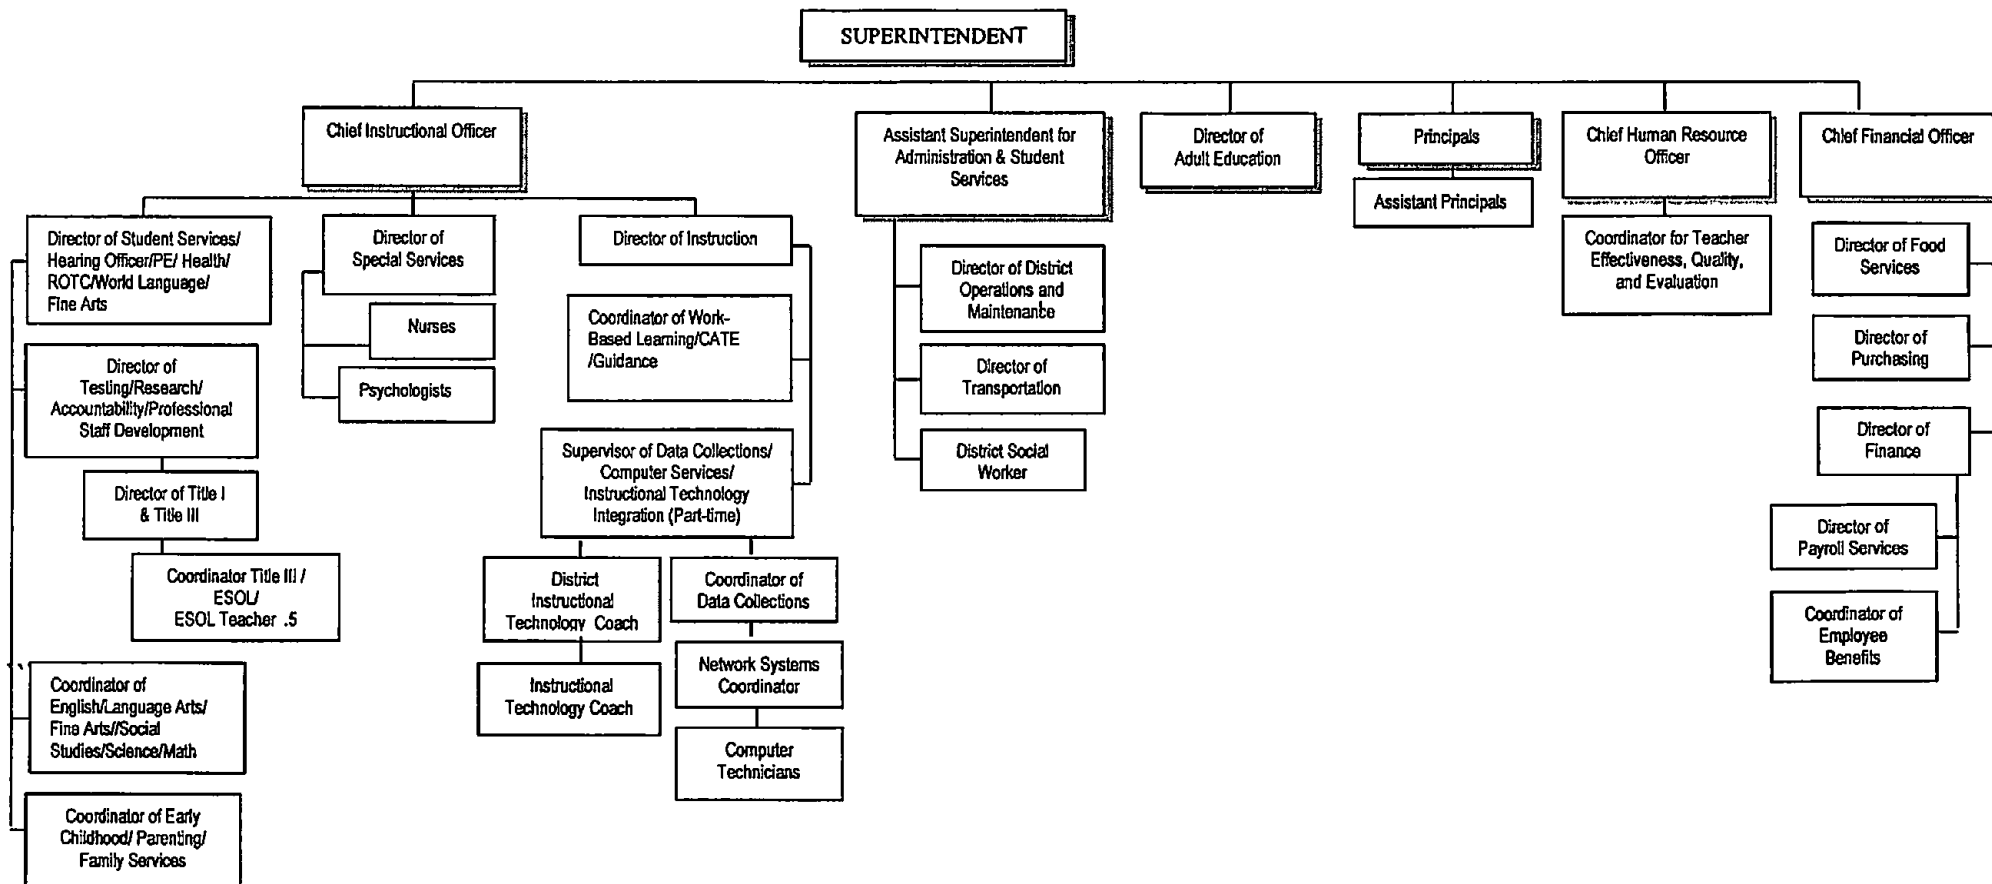 SUPERINTENDENT
Chief Instructional Officer
Assistant Superintendent for
Administration & Student
Services
Director of
Adult Education
Principals
Assistant Principals
Chief Human Resource
Officer
Chief Financial Officer
Director of Student Services/
Hearing Officer/PE/ Health/
ROTC/World Language/
Fine Arts
Director of
Testing/Research/
Accountability/Professional
Staff Development
Director of Title I
& Title III
Coordinator Title III /
ESOL/
ESOL Teacher .5
Coordinator of
English/Language Arts/
Fine Arts//Social
Studies/Science/Math
Coordinator of Early
Childhood/ Parenting/
Family Services
Director of
Special Services
Nurses
Psychologists
Director of Instruction
Coordinator of Work-
Based Learning/CATE
/Guidance
Supervisor of Data Collections/
Computer Services/
Instructional Technology
Integration (Part-time)
District
Instructional
Technology Coach
Instructional
Technology Coach
Coordinator of
Data Collections
Network Systems
Coordinator
Computer
Technicians
Director of District
Operations and
Maintenance
Director of
Transportation
District Social
Worker
Coordinator for Teacher
Effectiveness, Quality,
and Evaluation
Director of Food
Services
Director of
Purchasing
Director of
Finance
Director of
Payroll Services
Coordinator of
Employee
Benefits